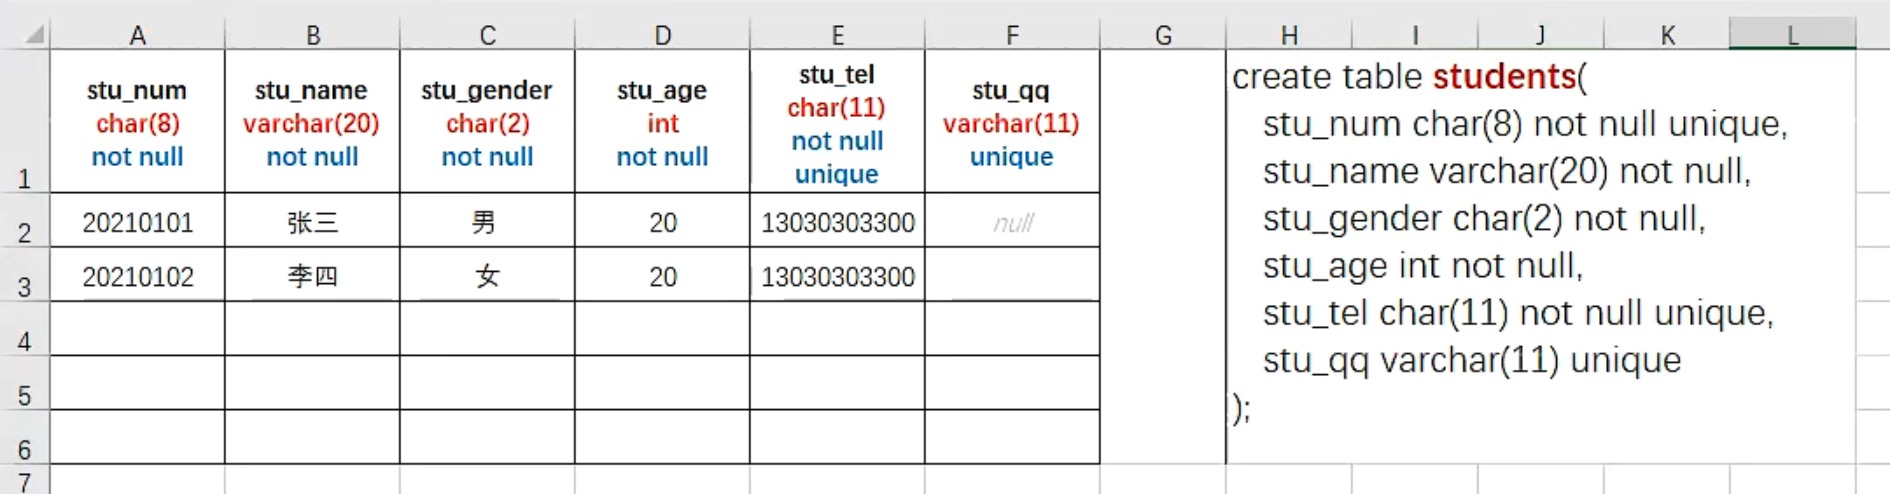 A B C D E F G H I J K L
1 stu_num stu_name stu_gender stu_age stu_tel stu_qq
char(8) varchar(20) char(2) int char(11) varchar(11)
not null not null not null not null not null unique
unique
2 20210101 张三 男 20 13030303300 null
3 20210102 李四 女 20 13030303300
4
5
6
7
create table students(
stu_num char(8) not null unique,
stu_name varchar(20) not null,
stu_gender char(2) not null,
stu_age int not null,
stu_tel char(11) not null unique,
stu_qq varchar(11) unique
);